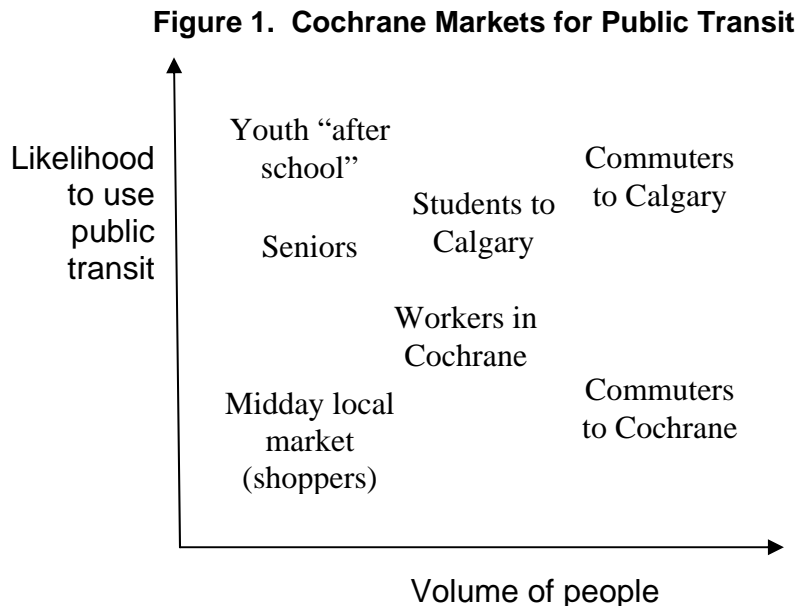 Figure 1.  Cochrane Markets for Public Transit
Likelihood
to use
public
transit
Youth “after
school”
Commuters
to Calgary
Students to
Calgary
Seniors
Workers in
Cochrane
Midday local
market
(shoppers)
Commuters
to Cochrane
Volume of people